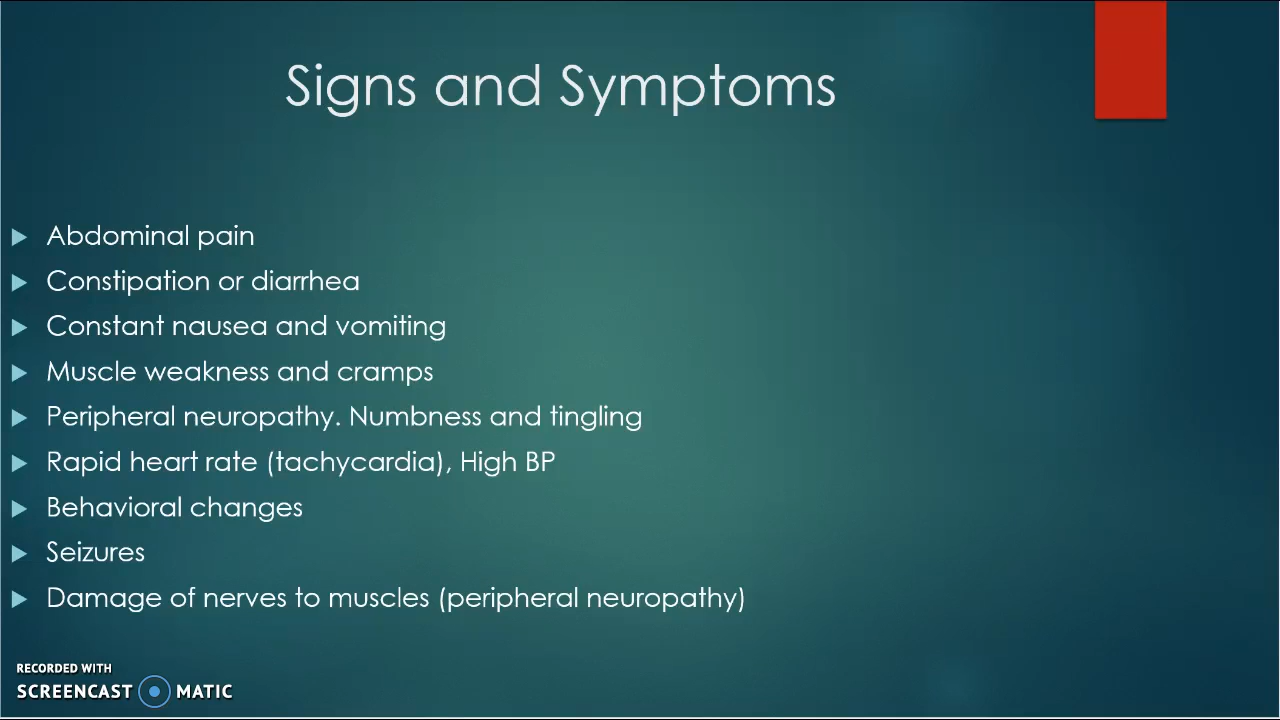 Signs and Symptoms
Abdominal pain
Constipation or diarrhea
Constant nausea and vomiting
Muscle weakness and cramps
Peripheral neuropathy. Numbness and tingling
Rapid heart rate (tachycardia), High BP
Behavioral changes
Seizures
Damage of nerves to muscles (peripheral neuropathy)
RECORDED WITH
SCREENCAST MATIC